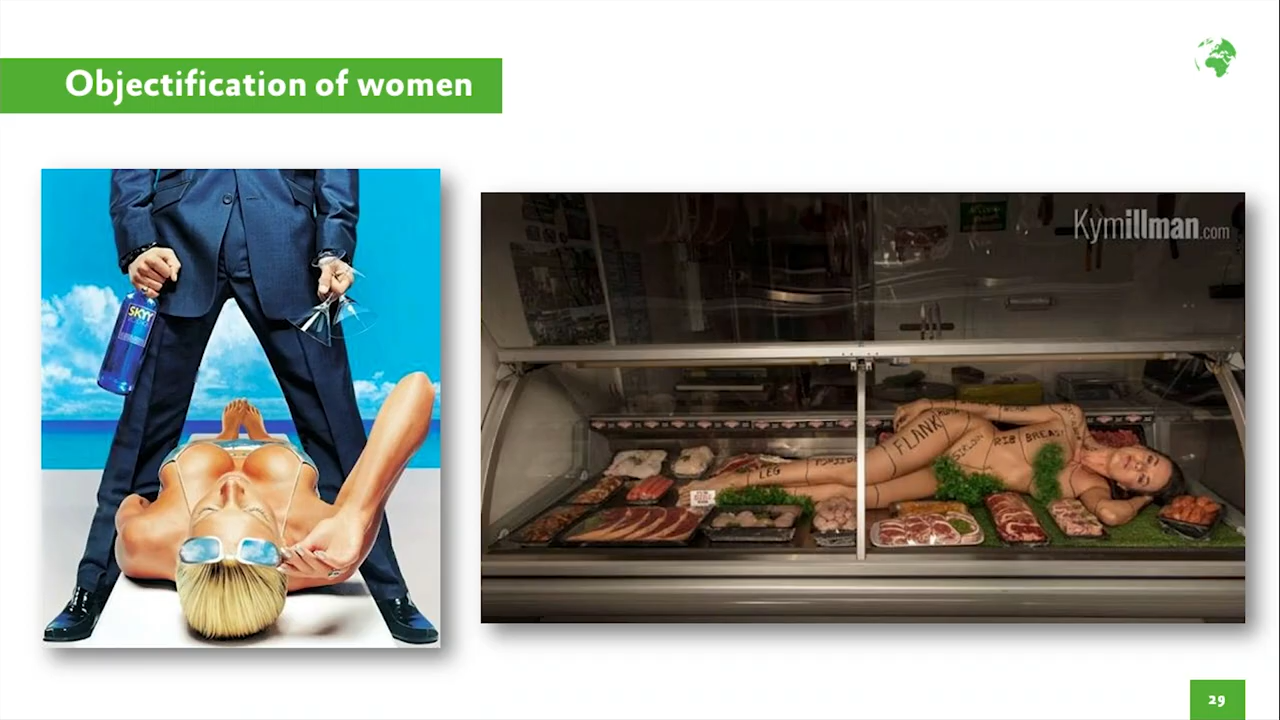 Objectification of women
SKYY
Kymillman.com
FLANK
RIB
BREAST
LEG
29